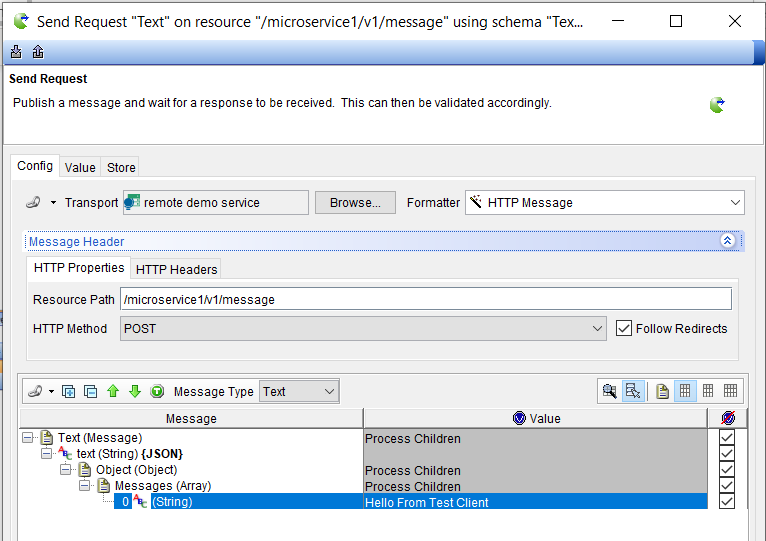 Send Request "Text" on resource "/microservice1/v1/message" using schema "Tex...
Send Request
Publish a message and wait for a response to be received. This can then be validated accordingly.
Config Value Store
Transport remote demo service Browse... Formatter HTTP Message
Message Header
HTTP Properties HTTP Headers
Resource Path /microservice1/v1/message
HTTP Method POST Follow Redirects
Message Type Text
Message Value
Text (Message) Process Children
text (String) {JSON}
Object (Object) Process Children
Messages (Array) Process Children
0 (String) Hello From Test Client